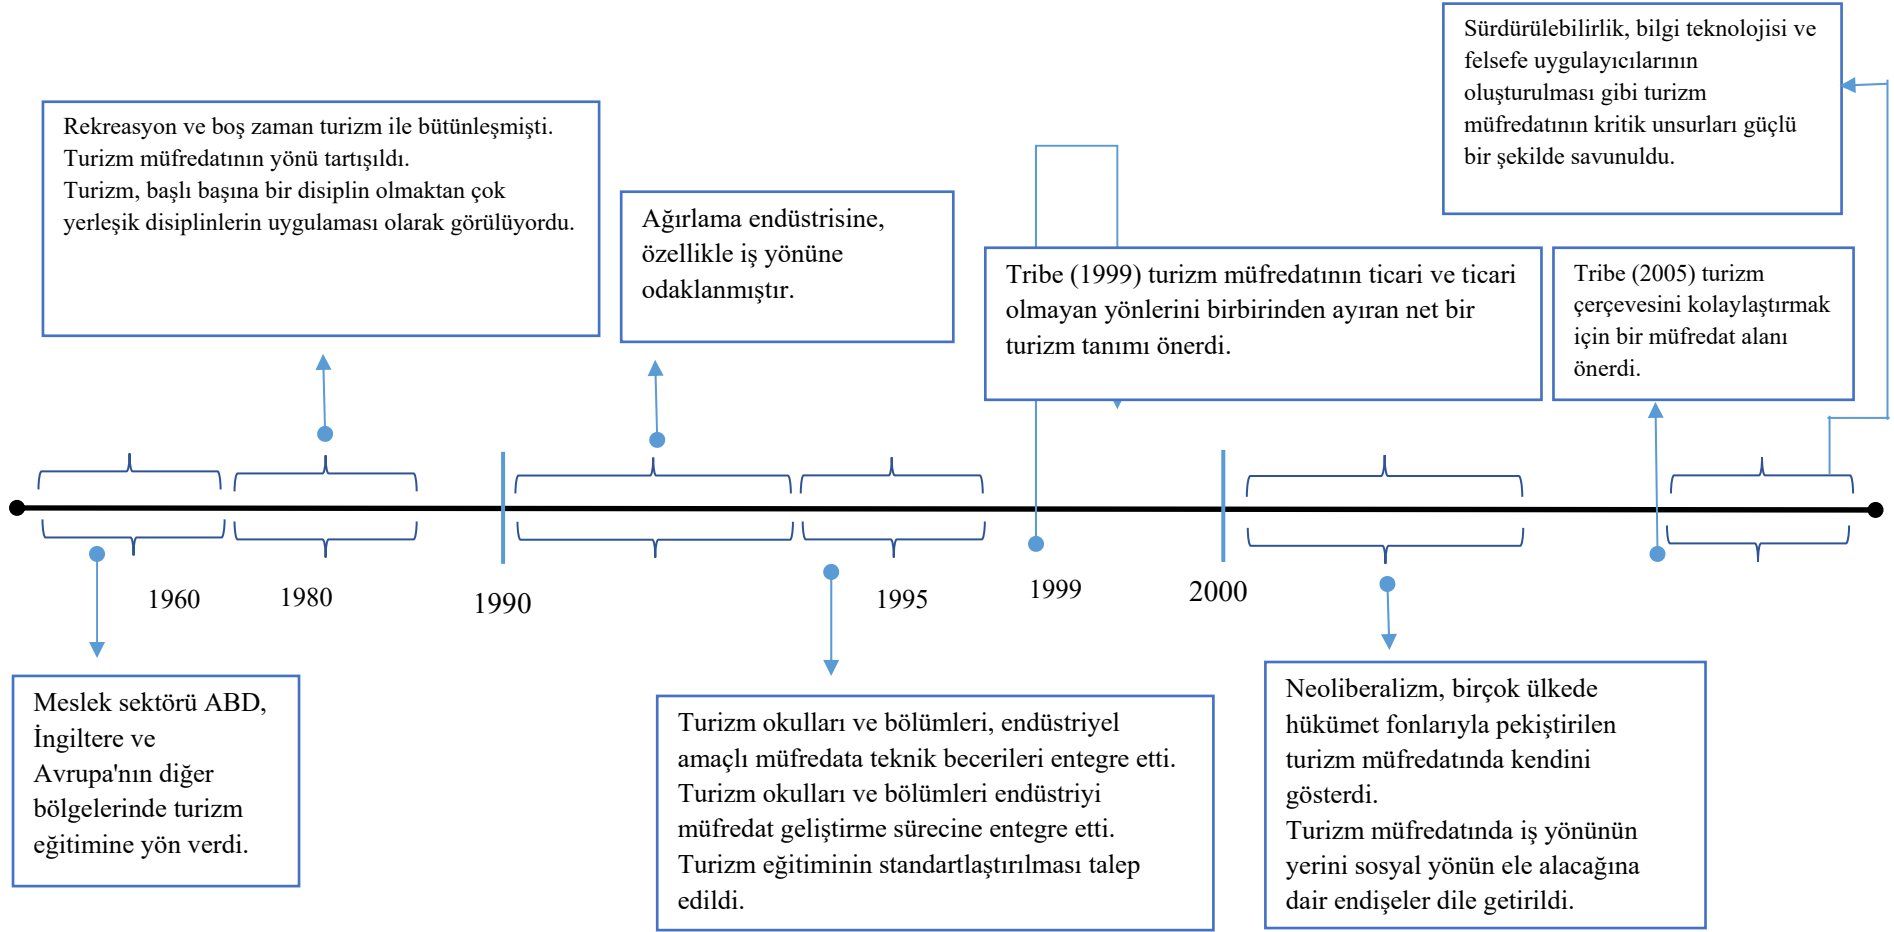 Sürdürülebilirlik, bilgi teknolojisi ve
felsefe uygulayıcılarının
oluşturulması gibi turizm
müfredatının kritik unsurları güçlü
bir şekilde savunuldu.
Rekreasyon ve boş zaman turizm ile bütünleşmişti.
Turizm müfredatının yönü tartışıldı.
Turizm, başlı başına bir disiplin olmaktan çok
yerleşik disiplinlerin uygulaması olarak görülüyordu.
Ağırlama endüstrisine,
özellikle iş yönüne
odaklanmıştır.
Tribe (1999) turizm müfredatının ticari ve ticari
olmayan yönlerini birbirinden ayıran net bir
turizm tanımı önerdi.
Tribe (2005) turizm
çerçevesini kolaylaştırmak
için bir müfredat alanı
önerdi.
1960
1980
1990
1995
1999
2000
Meslek sektörü ABD,
İngiltere ve
Avrupa'nın diğer
bölgelerinde turizm
eğitimine yön verdi.
Turizm okulları ve bölümleri, endüstriyel
amaçlı müfredata teknik becerileri entegre etti.
Turizm okulları ve bölümleri endüstriyi
müfredat geliştirme sürecine entegre etti.
Turizm eğitiminin standartlaştırılması talep
edildi.
Neoliberalizm, birçok ülkede
hükümet fonlarıyla pekiştirilen
turizm müfredatında kendini
gösterdi.
Turizm müfredatında iş yönünün
yerini sosyal yönün ele alacağına
dair endişeler dile getirildi.